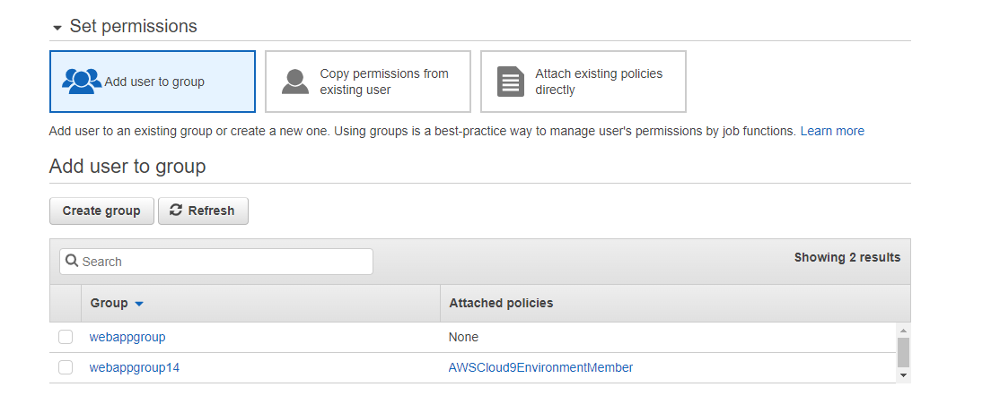 Set permissions
Add user to group
Copy permissions from
existing user
Attach existing policies
directly
Add user to an existing group or create a new one. Using groups is a best-practice way to manage user's permissions by job functions. Learn more
Add user to group
Create group Refresh
Search Showing 2 results
Group Attached policies
webappgroup None
webappgroup14 AWSCloud9EnvironmentMember